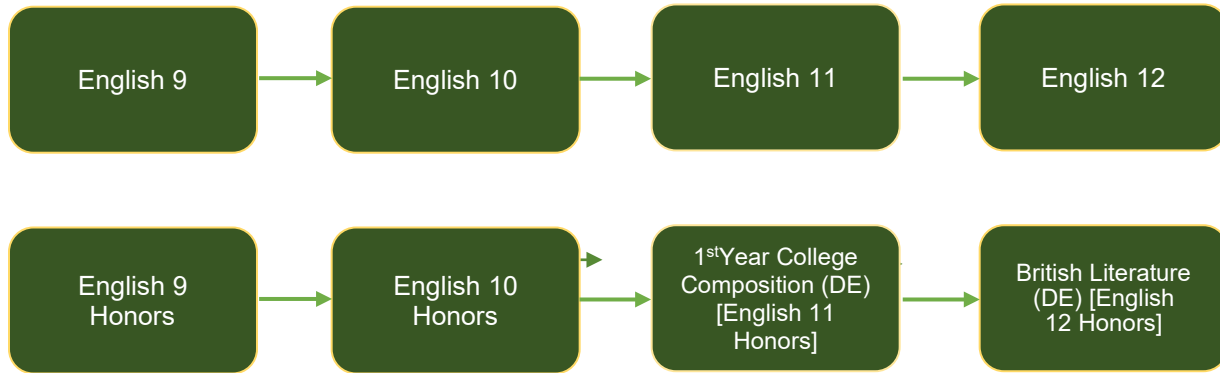 English 9
English 10
English 11
English 12
English 9
Honors
English 10
Honors
1stYear College
Composition (DE)
[English 11
Honors]
British Literature
(DE) [English
12 Honors]